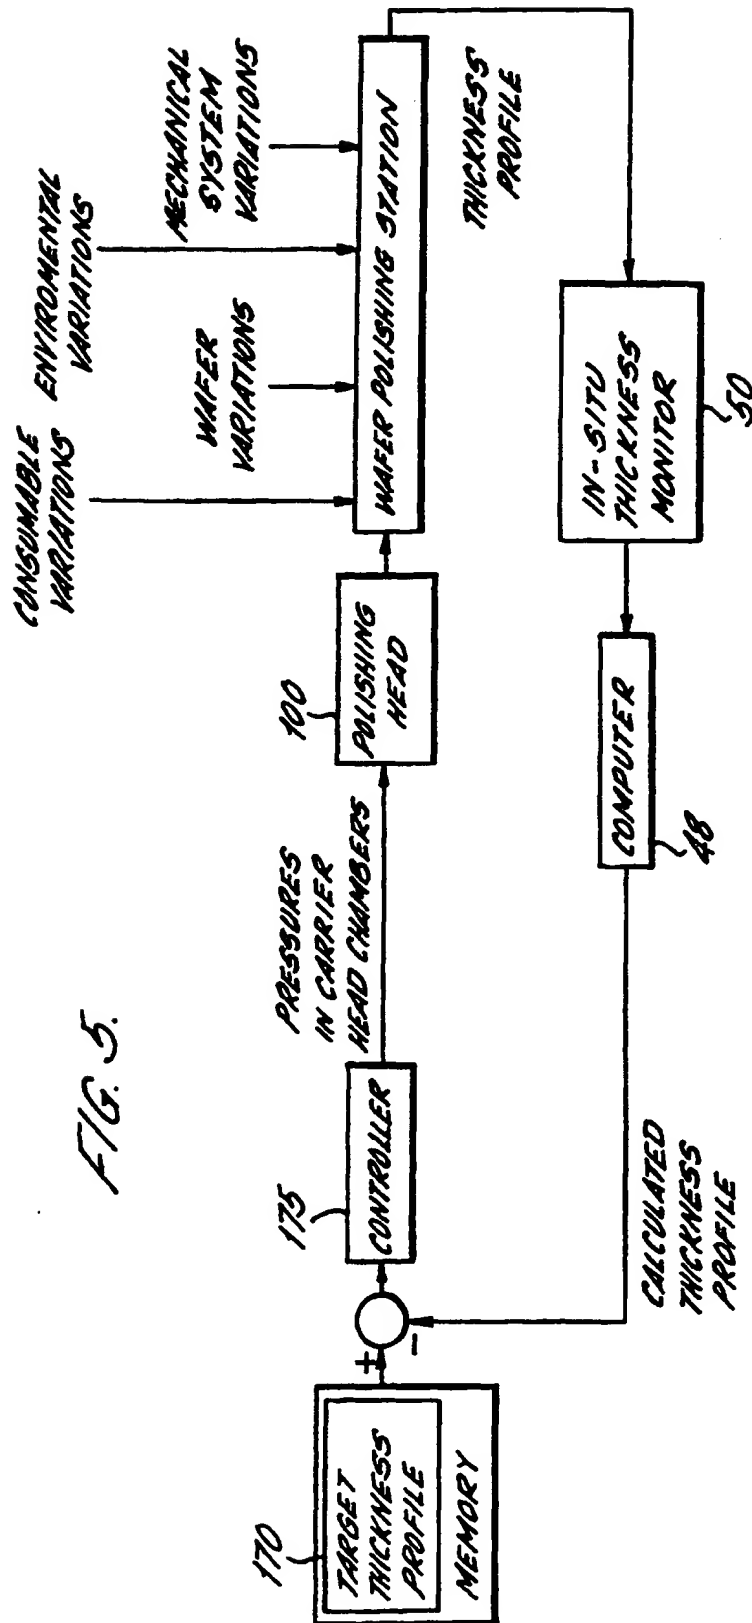 FIG. 5.
170
TARGET
THICKNESS
PROFILE
MEMORY
+
-
175
CONTROLLER
PRESSURES
IN CARRIER
HEAD CHAMBERS
100
POLISHING
HEAD
CONSUMABLE
VARIATIONS
WAFER
VARIATIONS
ENVIROMENTAL
VARIATIONS
MECHANICAL
SYSTEM
VARIATIONS
WAFER POLISHING STATION
THICKNESS
PROFILE
IN-SITU
THICKNESS
MONITOR
50
COMPUTER
48
CALCULATED
THICKNESS
PROFILE